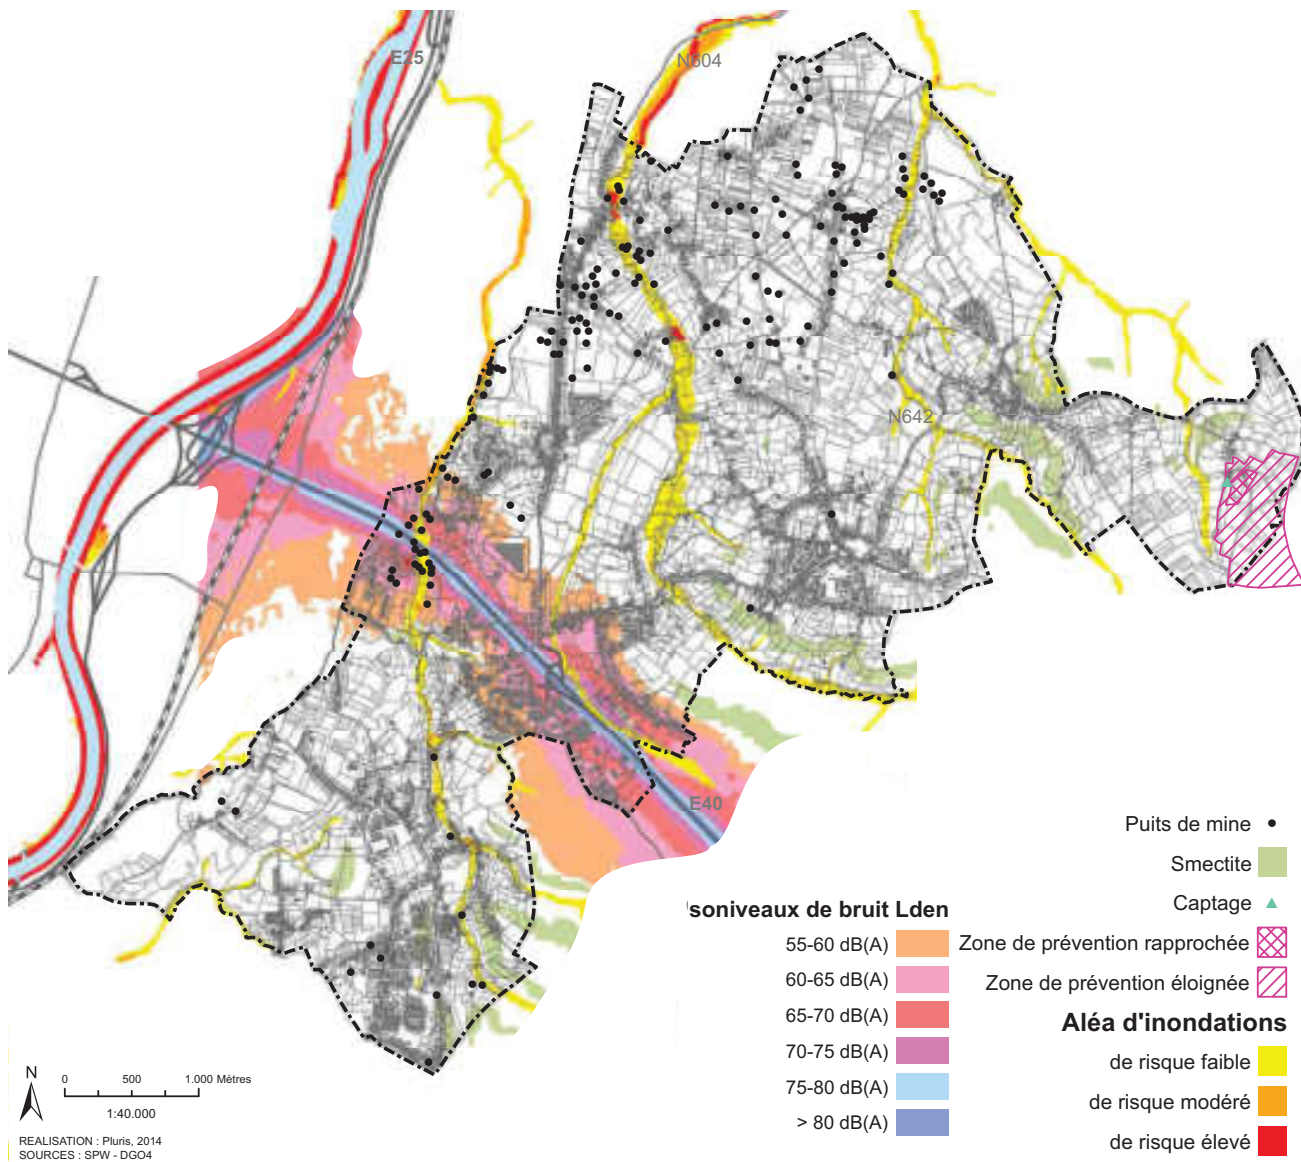 E25
N604
N642
E40
Puits de mine
Smectite
Captage
Zone de prévention rapprochée
Zone de prévention éloignée
Aléa d'inondations
de risque faible
de risque modéré
de risque élevé
soniveaux de bruit Lden
55-60 dB(A)
60-65 dB(A)
65-70 dB(A)
70-75 dB(A)
75-80 dB(A)
> 80 dB(A)
N
0 500 1.000 Mètres
1:40.000
REALISATION : Pluris, 2014
SOURCES : SPW - DGO4